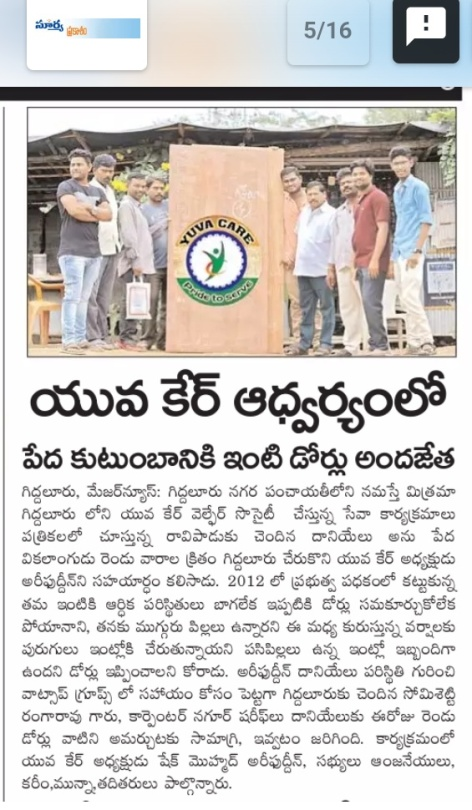 సూర్య
ప్రకాశం
5/16
YUVA CARE
Pride to Serve
యువ కేర్ ఆధ్వర్యంలో
పేద కుటుంబానికి ఇంటి డోర్లు అందజేత
గిద్దలూరు, మేజర్‌న్యూస్: గిద్దలూరు నగర పంచాయతీలోని నమస్తే మిత్రమా
గిద్దలూరు లోని యువ కేర్ వెల్ఫేర్ సొసైటీ చేస్తున్న సేవా కార్యక్రమాలు
పత్రికలలో చూస్తున్న రావిపాడుకు చెందిన దానియేలు అను పేద
వికలాంగుడు రెండు వారాల క్రితం గిద్దలూరు చేరుకొని యువ కేర్ అధ్యక్షుడు
అరీఫుద్దీన్‌ని సహయార్ధం కలిసాడు. 2012 లో ప్రభుత్వ పధకంలో కట్టుకున్న
తమ ఇంటికి ఆర్ధిక పరిస్థితులు బాగలేక ఇప్పటికి డోర్లు సమకూర్చుకోలేక
పోయానాని, తనకు ముగ్గురు పిల్లలు ఉన్నారని ఈ మధ్య కురుస్తున్న వర్షాలకు
పురుగులు ఇంట్లోకి చేరుతున్నాయని పసిపిల్లలు ఉన్న ఇంట్లో ఇబ్బందిగా
ఉందని డోర్లు ఇప్పించాలని కోరాడు. అరీఫుద్దీన్ దానియేలు పరిస్థితి గురించి
వాట్సాప్ గ్రూప్స్ లో సహాయం కోసం పెట్టగా గిద్దలూరుకు చెందిన సోమిశెట్టి
రంగారావు గారు, కార్పెంటర్ నగూర్ షరీఫ్‌లు దానియేలుకు ఈరోజు రెండు
డోర్లు వాటిని అమర్చుటకు సామాగ్రి, ఇవ్వటం జరిగింది. కార్యక్రమంలో
యువ కేర్ అధ్యక్షుడు షేక్ మొహ్మద్ అరీఫుద్దీన్, సభ్యులు ఆంజనేయులు,
కరీం,మున్నా,తదితరులు పాల్గొన్నారు.